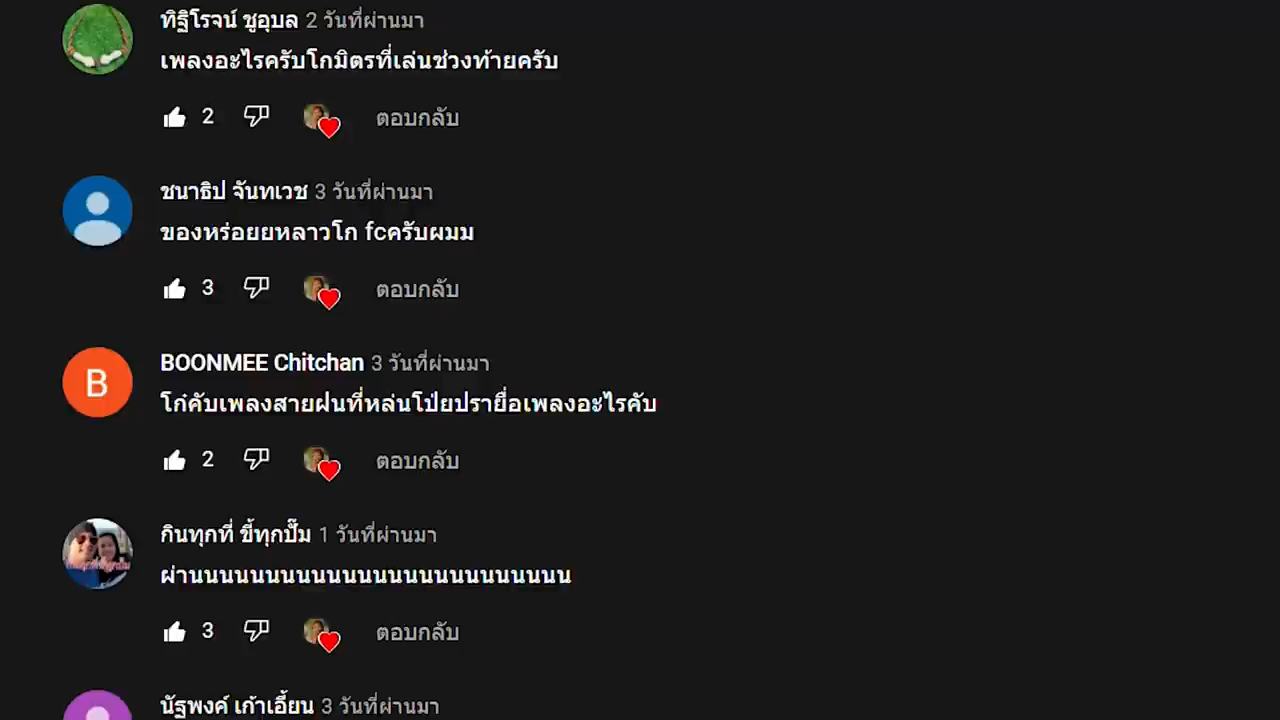 ทิฐิโรจน์ ชูอุบล 2 วันที่ผ่านมา
เพลงอะไรครับโกมิตรที่เล่นช่วงท้ายครับ
2 ตอบกลับ
ชนาธิป จันทเวช 3 วันที่ผ่านมา
ของหร่อยยหลาวโก fcครับผมม
3 ตอบกลับ
BOONMEE Chitchan 3 วันที่ผ่านมา
B
โก๋คับเพลงสายฝนที่หล่นโป่ยปรายื่อเพลงอะไรคับ
2 ตอบกลับ
กินทุกที่ ขี้ทุกปั๊ม 1 วันที่ผ่านมา
ผ่านนนนนนนนนนนนนนนนนนนนนนนน
3 ตอบกลับ
นัฐพงศ์ เก้าเอี้ยน 3 วันที่ผ่านมา